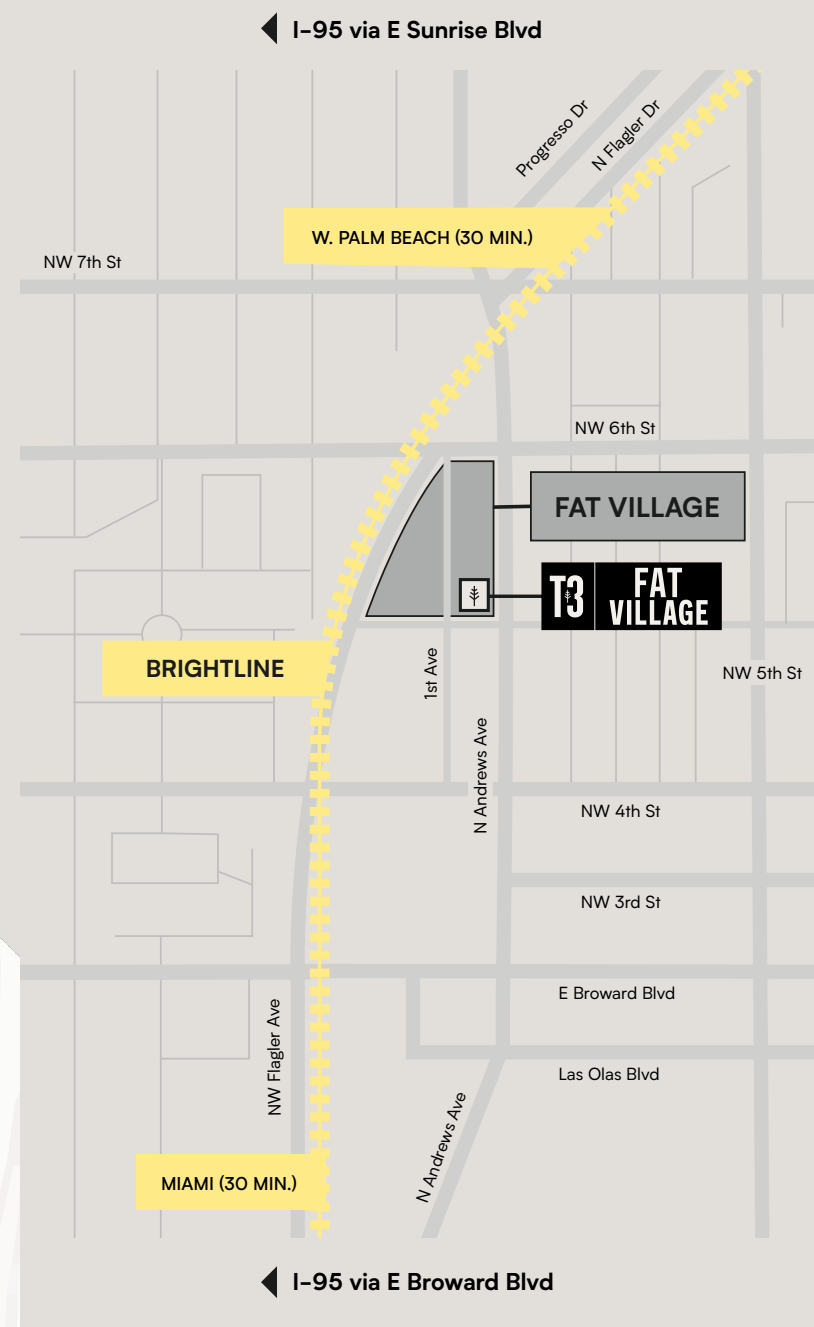 I-95 via E Sunrise Blvd
Progresso Dr
N Flagler Dr
W. PALM BEACH (30 MIN.)
NW 7th St
NW 6th St
FAT VILLAGE
T3
FAT
VILLAGE
1st Ave
BRIGHTLINE
NW 5th St
N Andrews Ave
NW 4th St
NW 3rd St
E Broward Blvd
NW Flagler Ave
Las Olas Blvd
N Andrews Ave
MIAMI (30 MIN.)
I-95 via E Broward Blvd